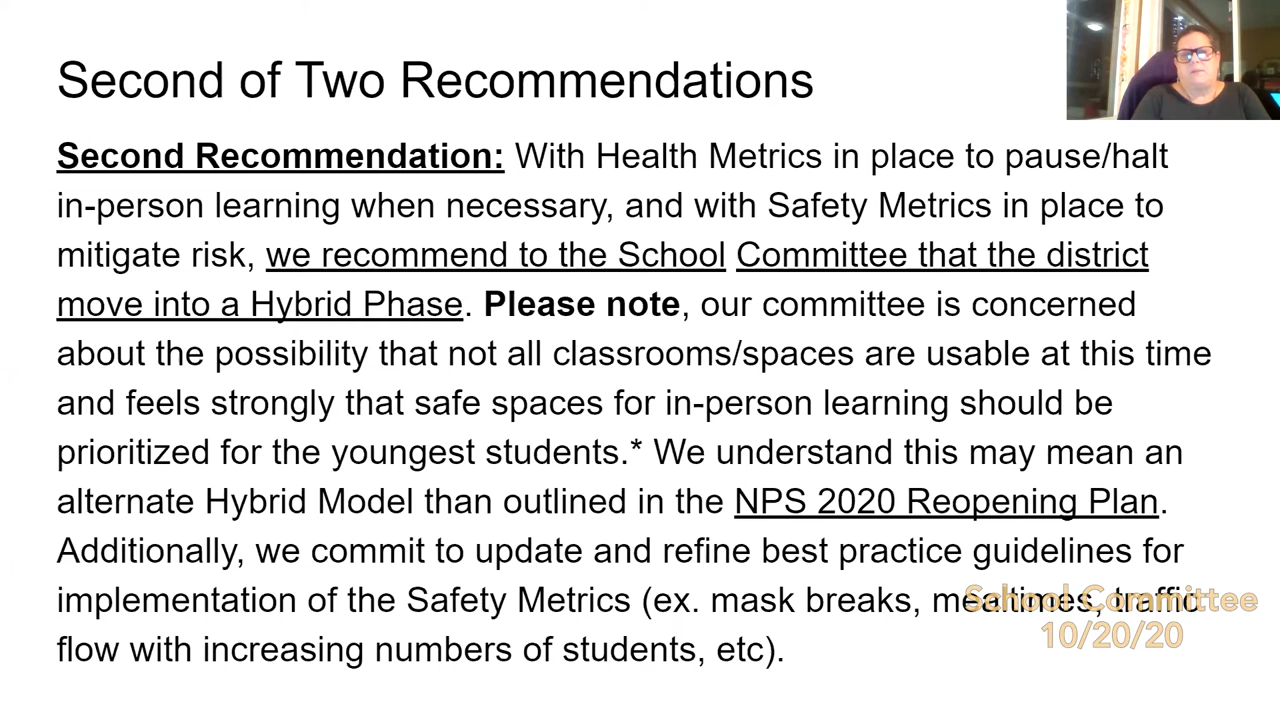 Second of Two Recommendations
Second Recommendation: With Health Metrics in place to pause/halt
in-person learning when necessary, and with Safety Metrics in place to
mitigate risk, we recommend to the School Committee that the district
move into a Hybrid Phase. Please note, our committee is concerned
about the possibility that not all classrooms/spaces are usable at this time
and feels strongly that safe spaces for in-person learning should be
prioritized for the youngest students.* We understand this may mean an
alternate Hybrid Model than outlined in the NPS 2020 Reopening Plan.
Additionally, we commit to update and refine best practice guidelines for
implementation of the Safety Metrics (ex. mask breaks, mealtimes, traffic
flow with increasing numbers of students, etc).
School Committee
10/20/20